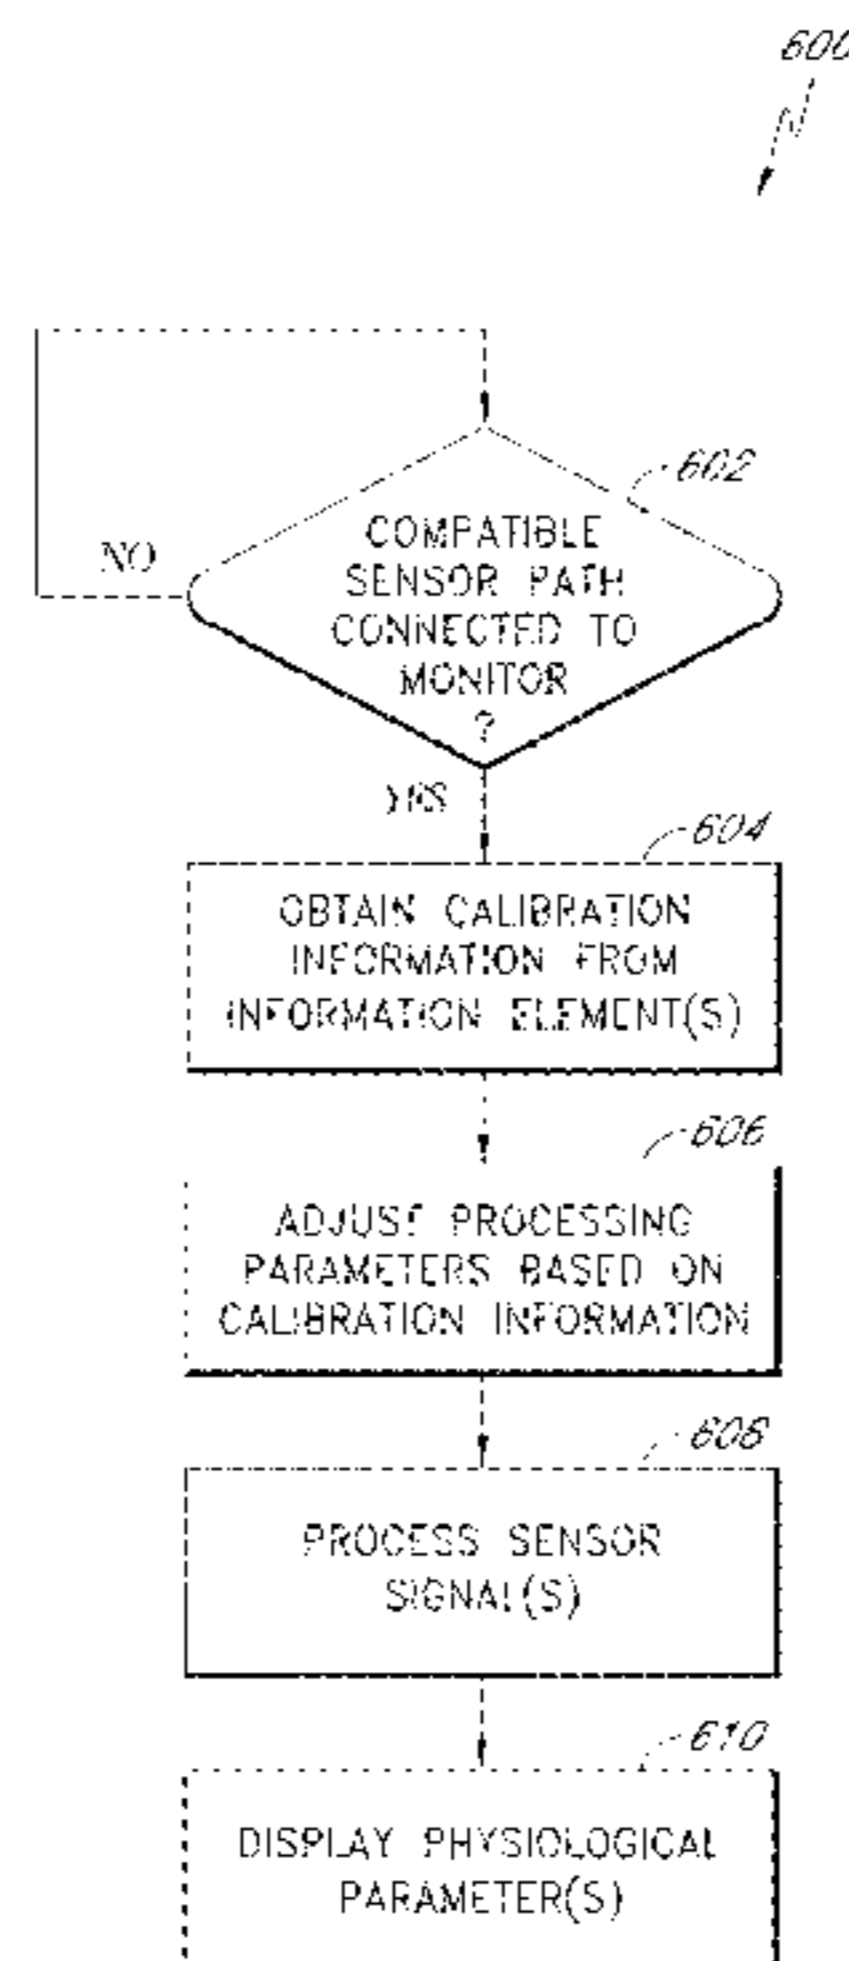 600
602
COMPATIBLE
SENSOR PATH
CONNECTED TO
MONITOR
?
NO
YES
604
OBTAIN CALIBRATION
INFORMATION FROM
INFORMATION ELEMENT(S)
606
ADJUST PROCESSING
PARAMETERS BASED ON
CALIBRATION INFORMATION
608
PROCESS SENSOR
SIGNAL(S)
610
DISPLAY PHYSIOLOGICAL
PARAMETER(S)